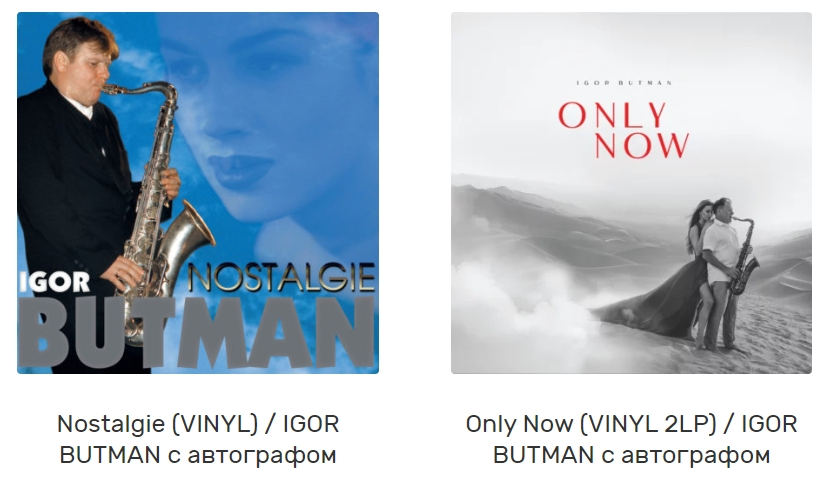 IGOR
NOSTALGIE
BUTMAN
Nostalgie (VINYL) / IGOR
BUTMAN с автографом
IGOR BUTMAN
ONLY
NOW
Only Now (VINYL 2LP) / IGOR
BUTMAN с автографом